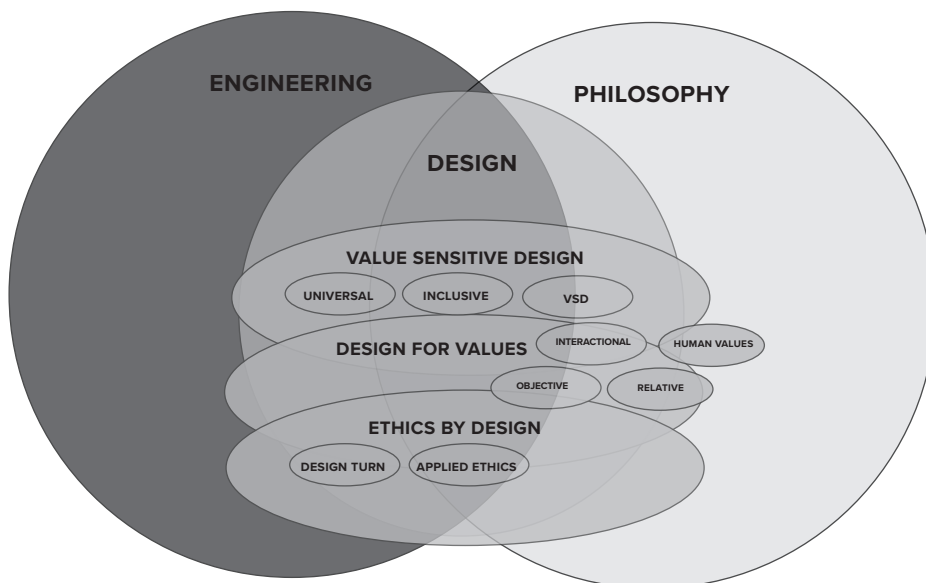 ENGINEERING
PHILOSOPHY
DESIGN
VALUE SENSITIVE DESIGN
UNIVERSAL
INCLUSIVE
VSD
DESIGN FOR VALUES
INTERACTIONAL
HUMAN VALUES
OBJECTIVE
RELATIVE
ETHICS BY DESIGN
DESIGN TURN
APPLIED ETHICS